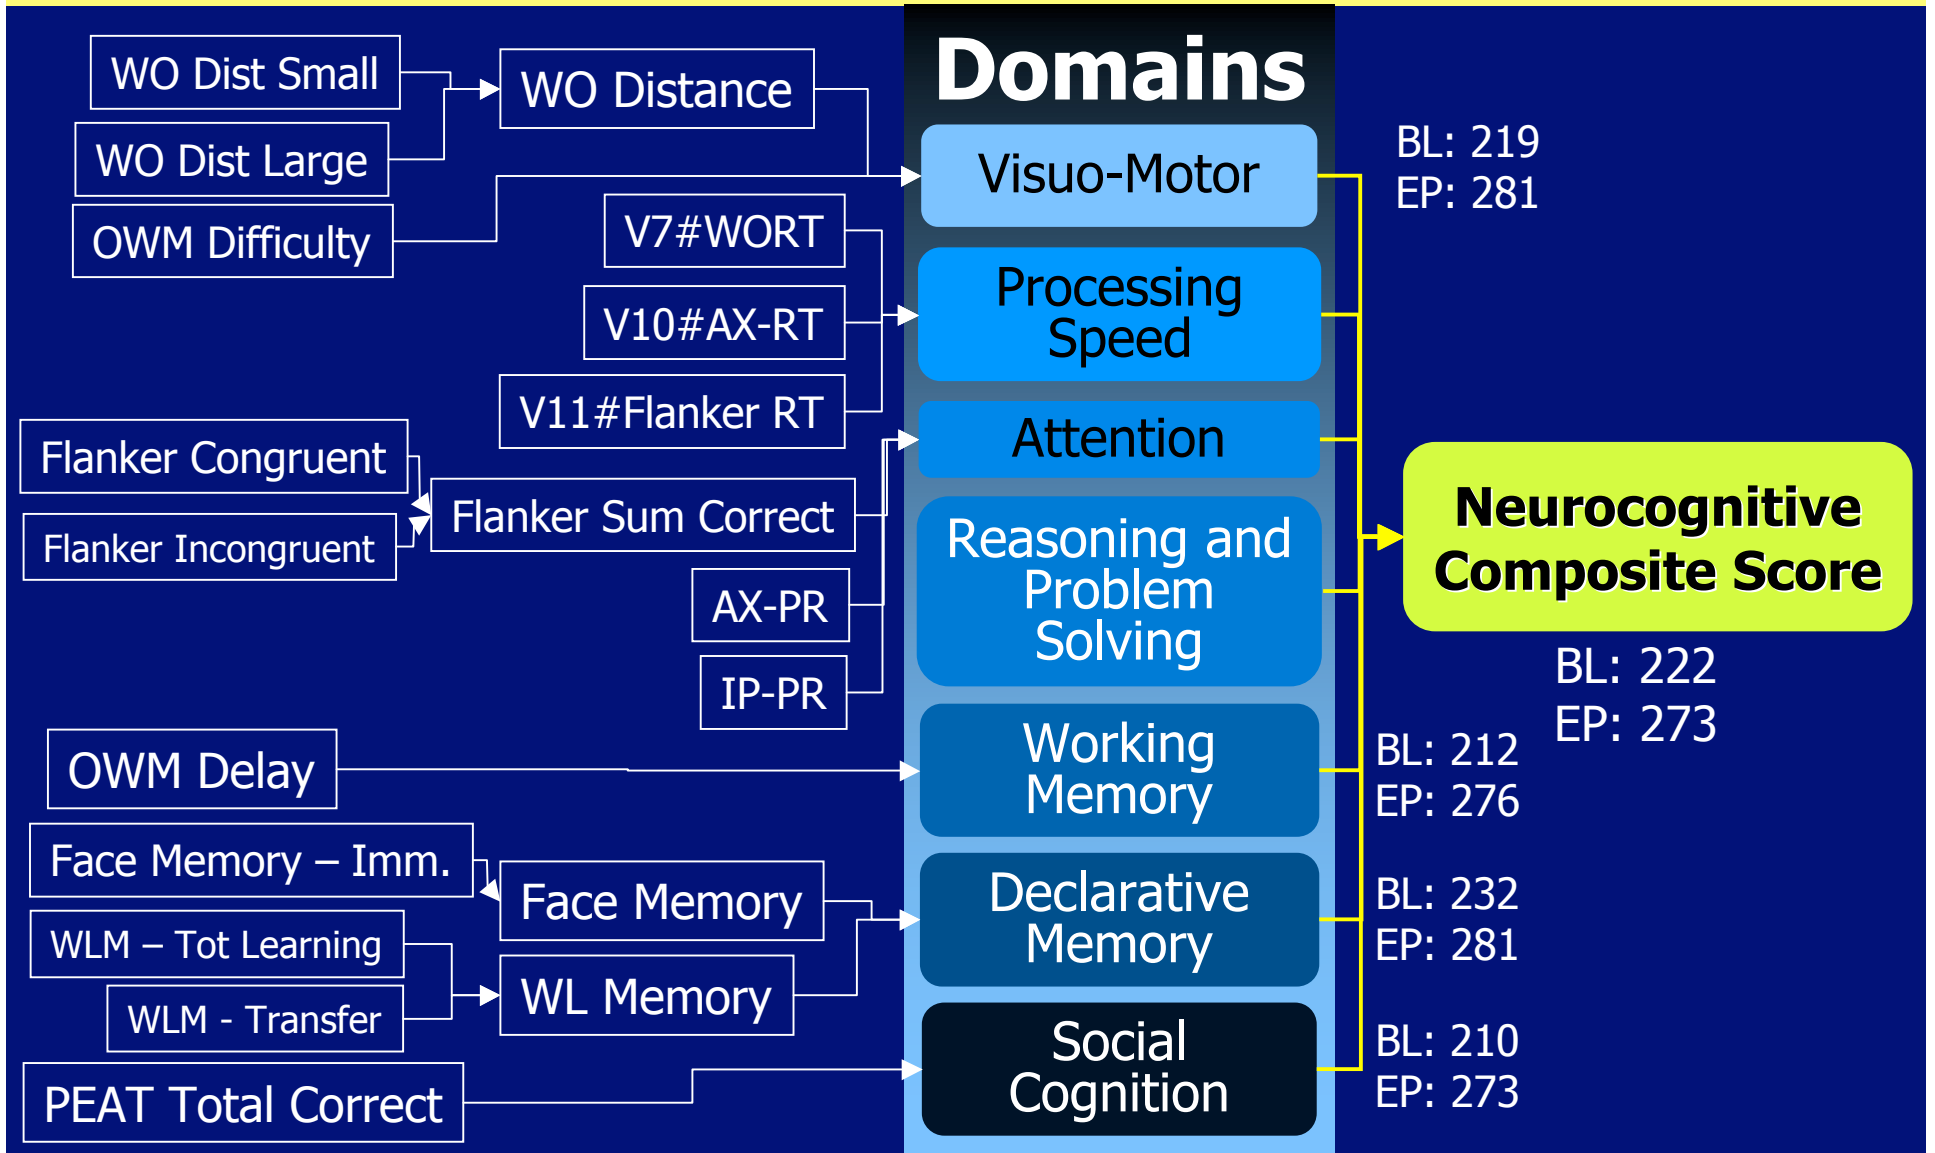 WO Dist Small
WO Dist Large
OWM Difficulty
WO Distance
V7#WORT
V10#AX-RT
V11#Flanker RT
Flanker Congruent
Flanker Incongruent
Flanker Sum Correct
AX-PR
IP-PR
OWM Delay
Face Memory – Imm.
WLM – Tot Learning
WLM - Transfer
Face Memory
WL Memory
PEAT Total Correct
Domains
Visuo-Motor
Processing
Speed
Attention
Reasoning and
Problem
Solving
Working
Memory
Declarative
Memory
Social
Cognition
BL: 219
EP: 281
Neurocognitive
Composite Score
BL: 222
EP: 273
BL: 212
EP: 276
BL: 232
EP: 281
BL: 210
EP: 273